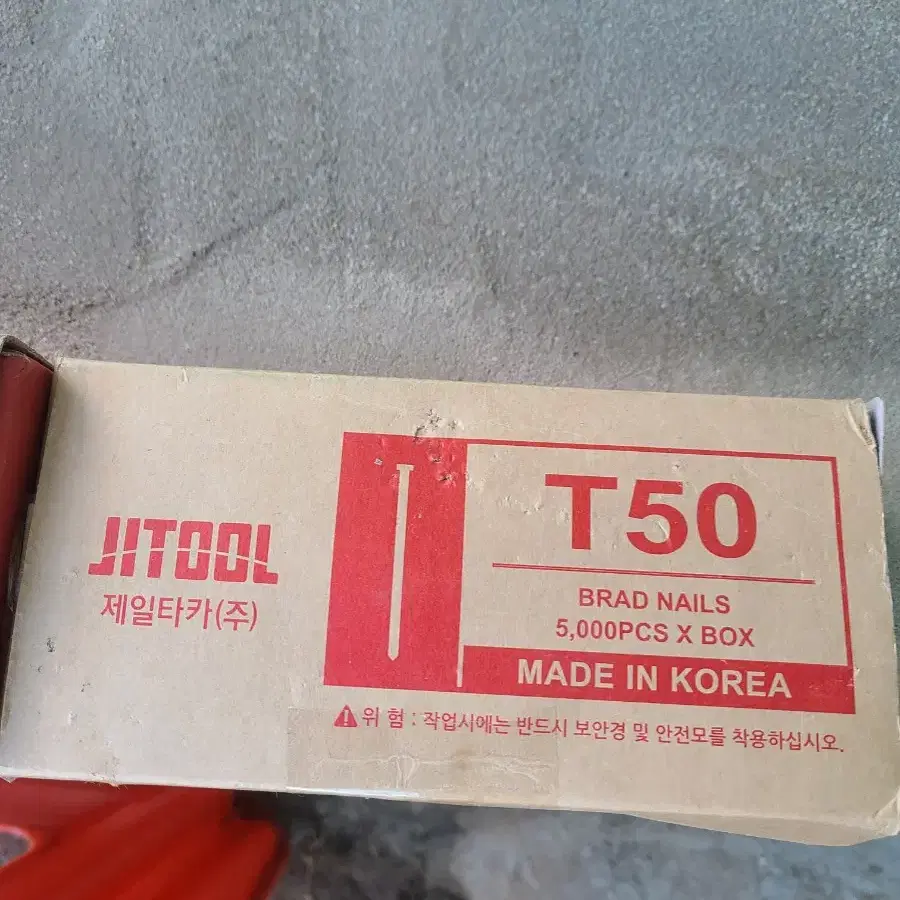 JITOOL
제일타카(주)
T50
BRAD NAILS
5,000PCS X BOX
MADE IN KOREA
위 험 : 작업시에는 반드시 보안경 및 안전모를 착용하십시오.